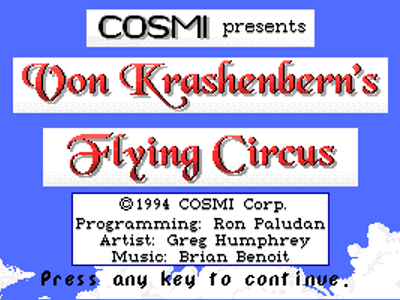 COSMI presents
Von Krashenbern's
Flying Circus
©1994 COSMI Corp.
Programming: Ron Paludan
Artist: Greg Humphrey
Music: Brian Benoit
Press any key to continue.